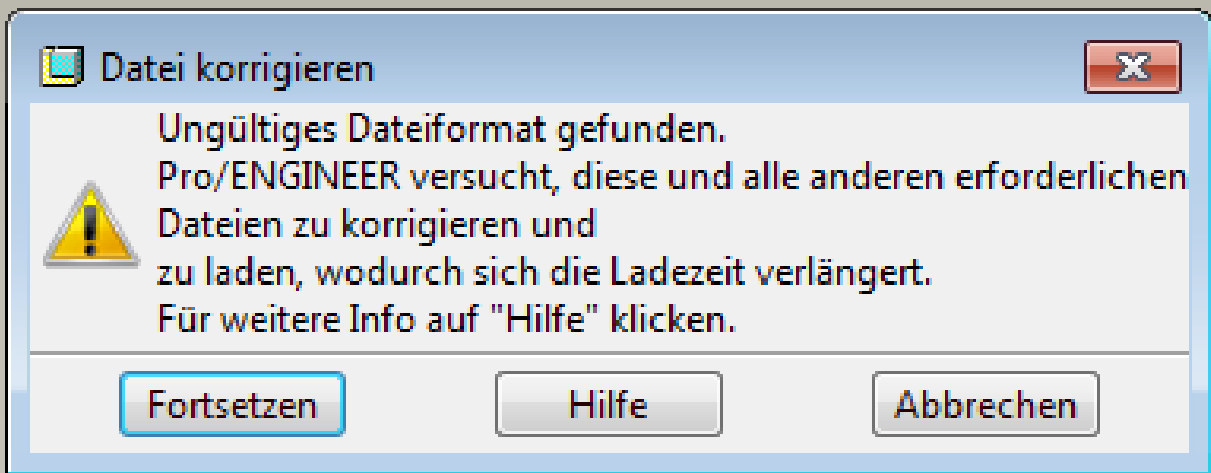 Datei korrigieren
Ungültiges Dateiformat gefunden.
Pro/ENGINEER versucht, diese und alle anderen erforderlichen
Dateien zu korrigieren und
zu laden, wodurch sich die Ladezeit verlängert.
Für weitere Info auf "Hilfe" klicken.
Fortsetzen Hilfe Abbrechen